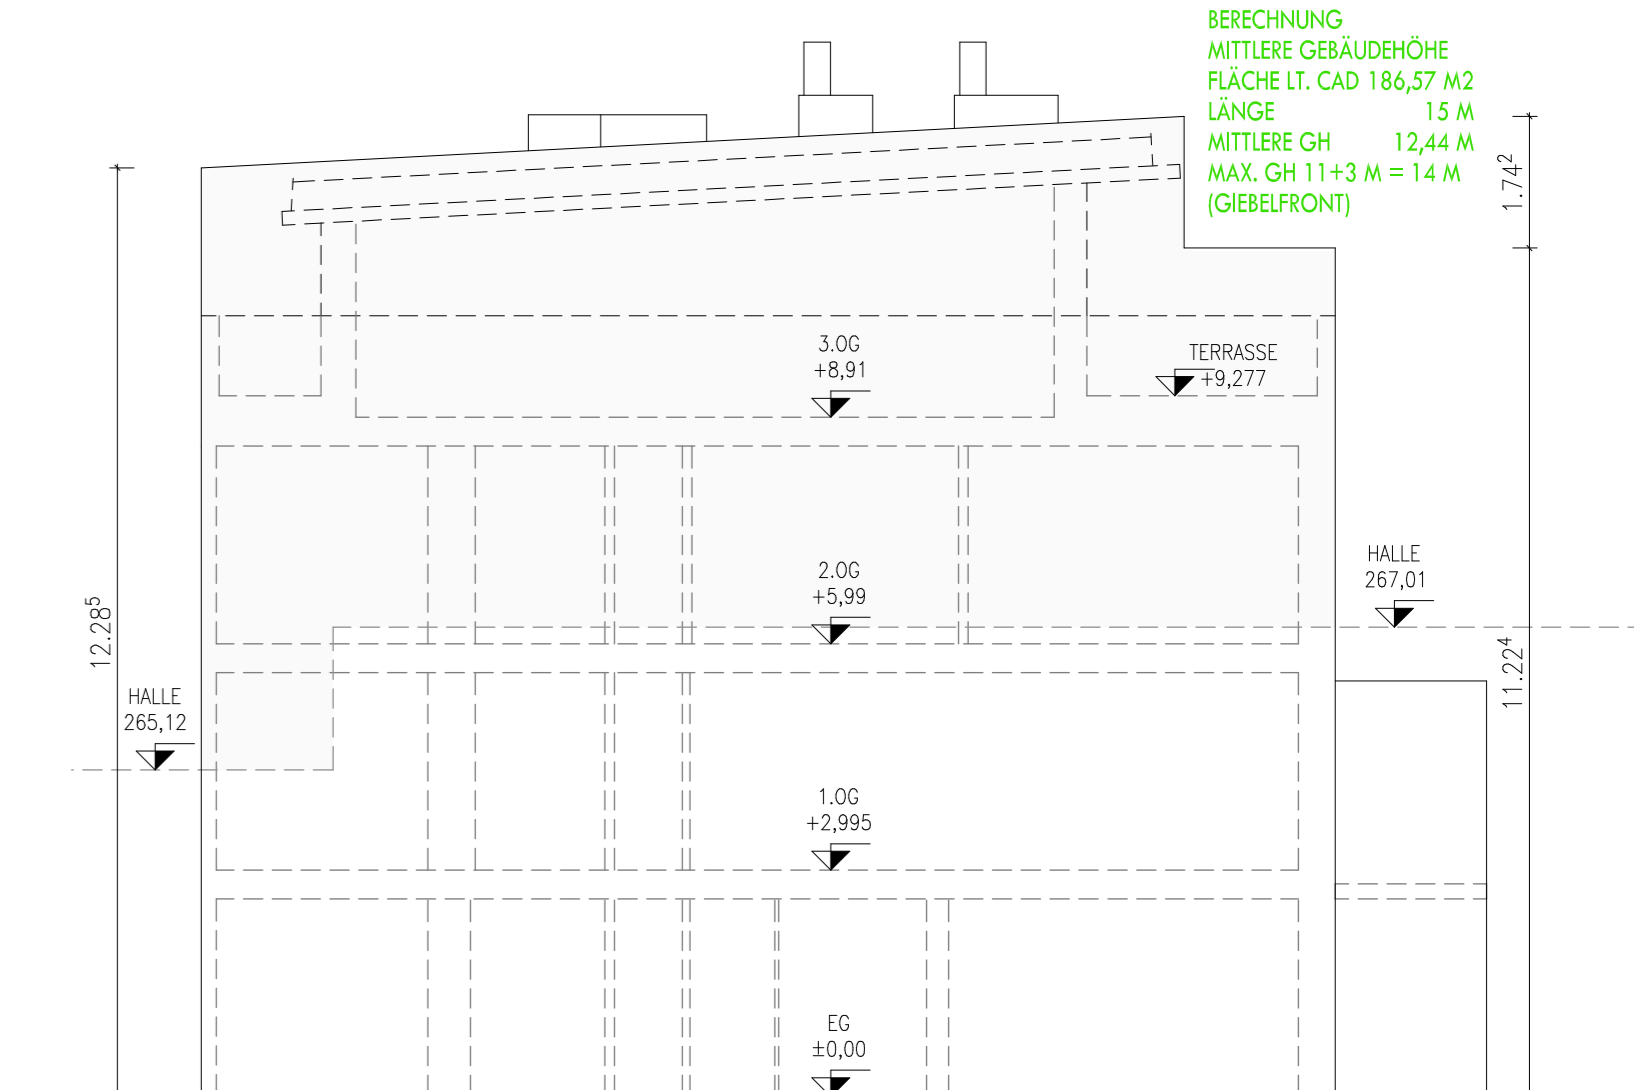 BERECHNUNG
MITTLERE GEBÄUDEHÖHE
FLÄCHE LT. CAD 186,57 M2
LÄNGE 15 M
MITTLERE GH 12,44 M
MAX. GH 11+3 M = 14 M
(GIEBELFRONT)
1.74²
3.OG
+8,91
TERRASSE
+9,277
2.OG
+5,99
HALLE
267,01
12.28⁵
11.22⁴
HALLE
265,12
1.OG
+2,995
EG
±0,00